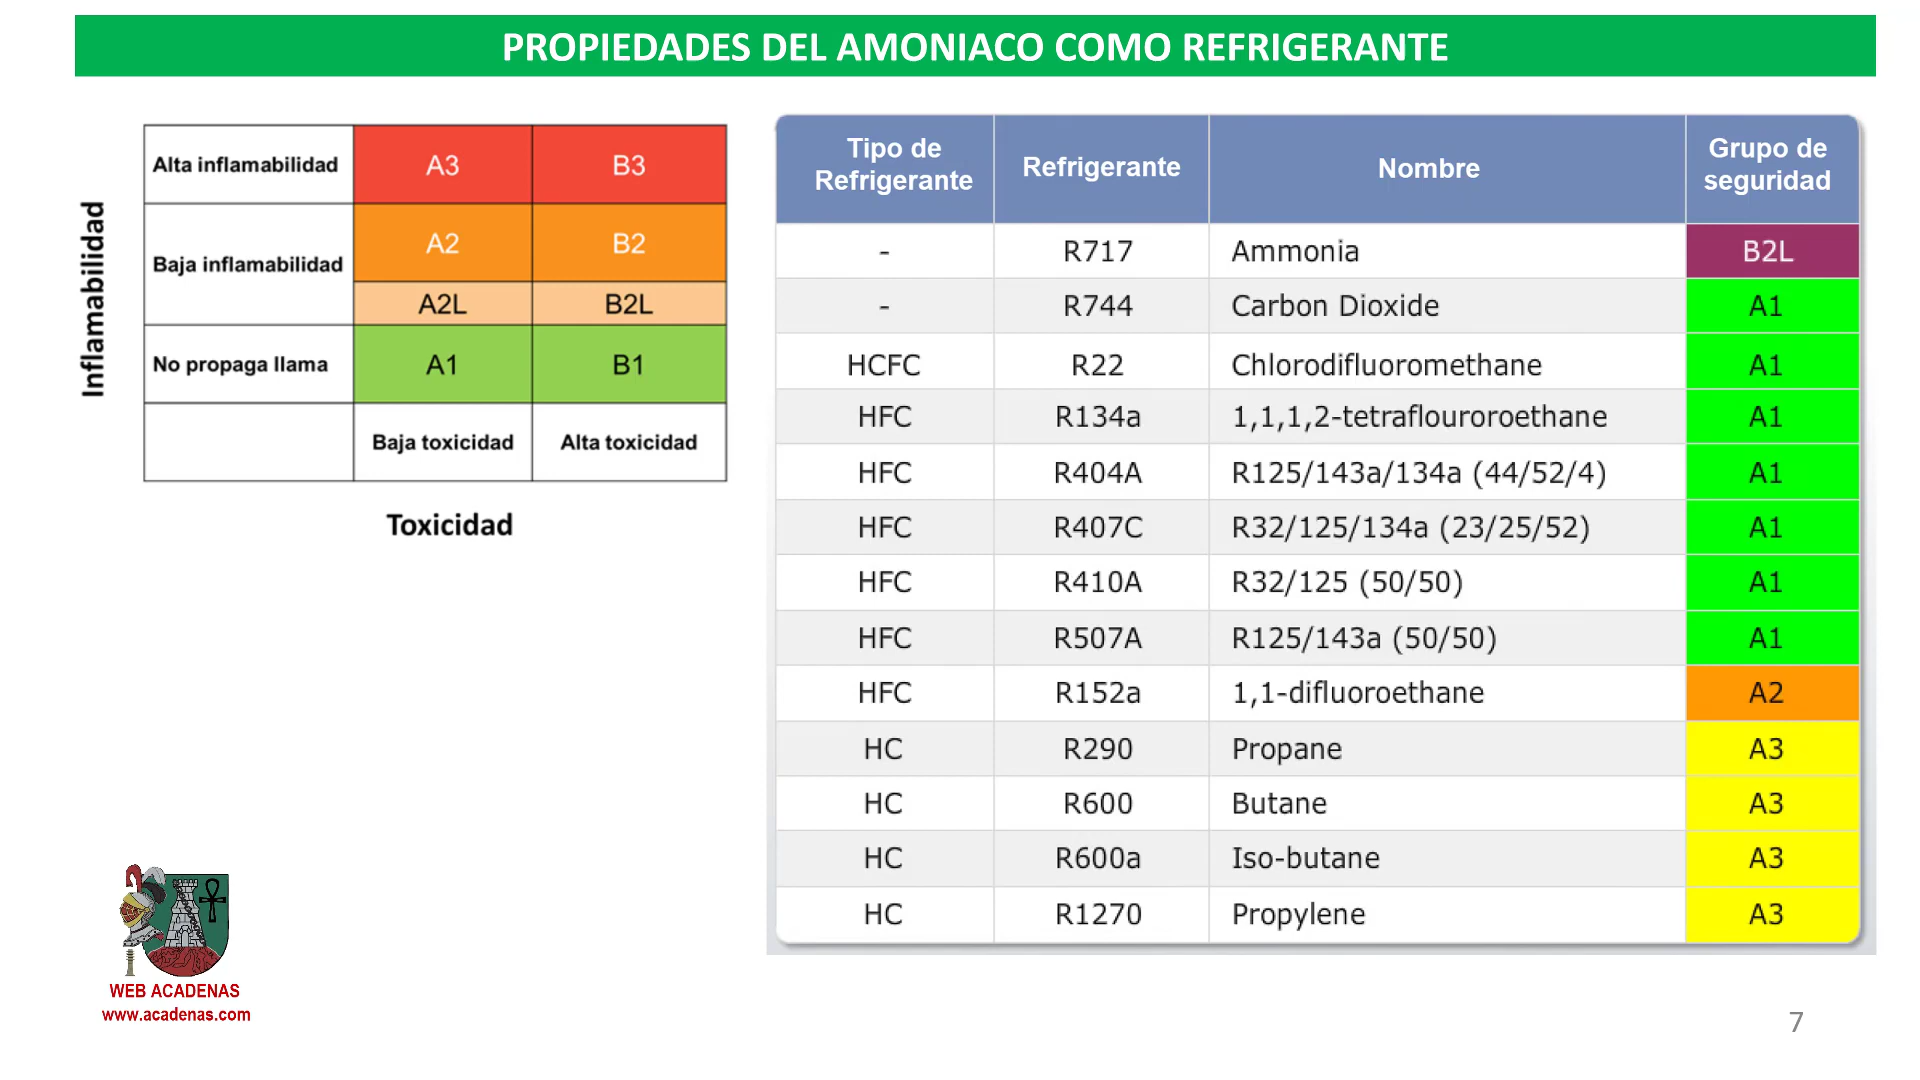 PROPIEDADES DEL AMONIACO COMO REFRIGERANTE
Inflamabilidad
Alta inflamabilidad A3 B3
Baja inflamabilidad A2 B2
A2L B2L
No propaga llama A1 B1
Baja toxicidad Alta toxicidad
Toxicidad
Tipo de Refrigerante Refrigerante Nombre Grupo de seguridad
- R717 Ammonia B2L
- R744 Carbon Dioxide A1
HCFC R22 Chlorodifluoromethane A1
HFC R134a 1,1,1,2-tetraflouroroethane A1
HFC R404A R125/143a/134a (44/52/4) A1
HFC R407C R32/125/134a (23/25/52) A1
HFC R410A R32/125 (50/50) A1
HFC R507A R125/143a (50/50) A1
HFC R152a 1,1-difluoroethane A2
HC R290 Propane A3
HC R600 Butane A3
HC R600a Iso-butane A3
HC R1270 Propylene A3
WEB ACADENAS
www.acadenas.com
7